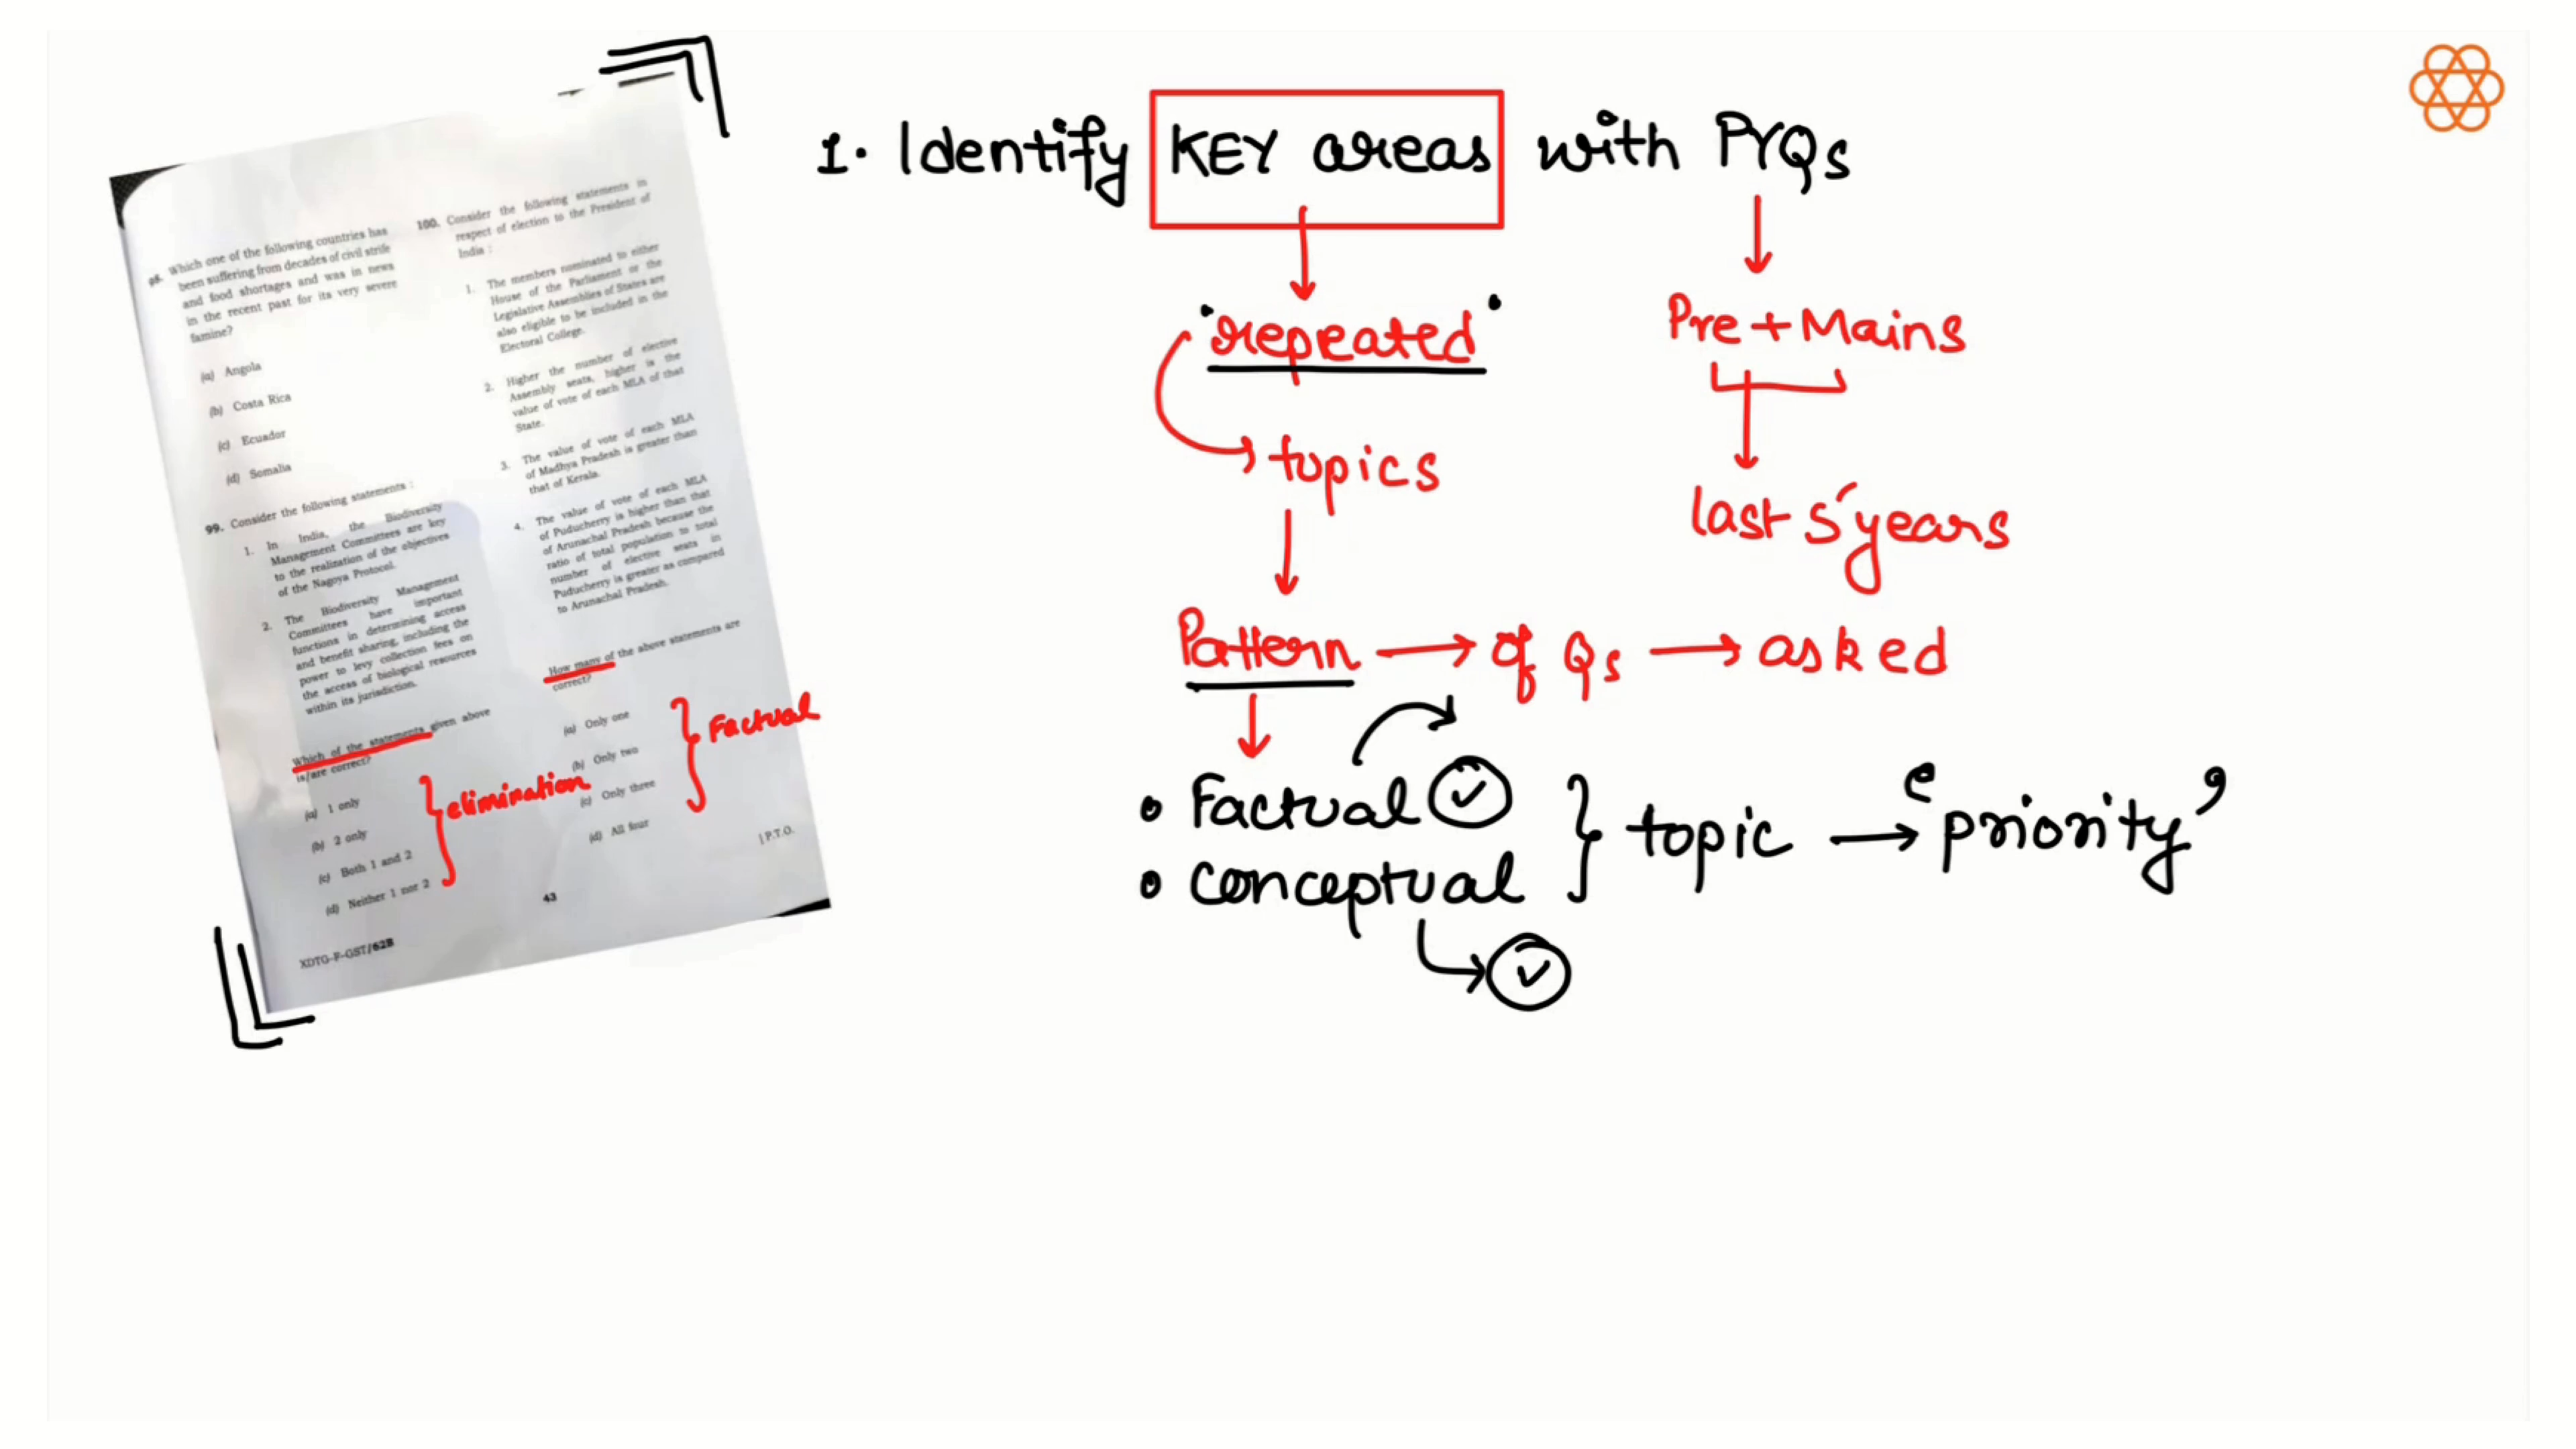 1. Identify KEY areas with PYQs
"repeated"
topics
Pattern → of Qs → asked
• Factual
• conceptual
topic → "priority"
Pre + Mains
last 5 years
98. Which one of the following countries has
been suffering from decades of civil strife
and food shortages and was in news
in the recent past for its very severe
famine?
(a) Angola
(b) Costa Rica
(c) Ecuador
(d) Somalia
99. Consider the following statements :
1. In India, the Biodiversity
Management Committees are key
to the realization of the objectives
of the Nagoya Protocol.
2. The Biodiversity Management
Committees have important
functions in determining access
and benefit sharing, including the
power to levy collection fees on
the access of biological resources
within its jurisdiction.
Which of the statements given above
is/are correct?
(a) 1 only
(b) 2 only
(c) Both 1 and 2
(d) Neither 1 nor 2
elimination
XDTG-F-GST/62B
43
100. Consider the following statements in
respect of election to the President of
India :
1. The members nominated to either
House of the Parliament or the
Legislative Assemblies of States are
also eligible to be included in the
Electoral College.
2. Higher the number of elective
Assembly seats, higher is the
value of vote of each MLA of that
State.
3. The value of vote of each MLA
of Madhya Pradesh is greater than
that of Kerala.
4. The value of vote of each MLA
of Puducherry is higher than that
of Arunachal Pradesh because the
ratio of total population to total
number of elective seats in
Puducherry is greater as compared
to Arunachal Pradesh.
How many of the above statements are
correct?
(a) Only one
(b) Only two
(c) Only three
(d) All four
Factual
[ P.T.O.